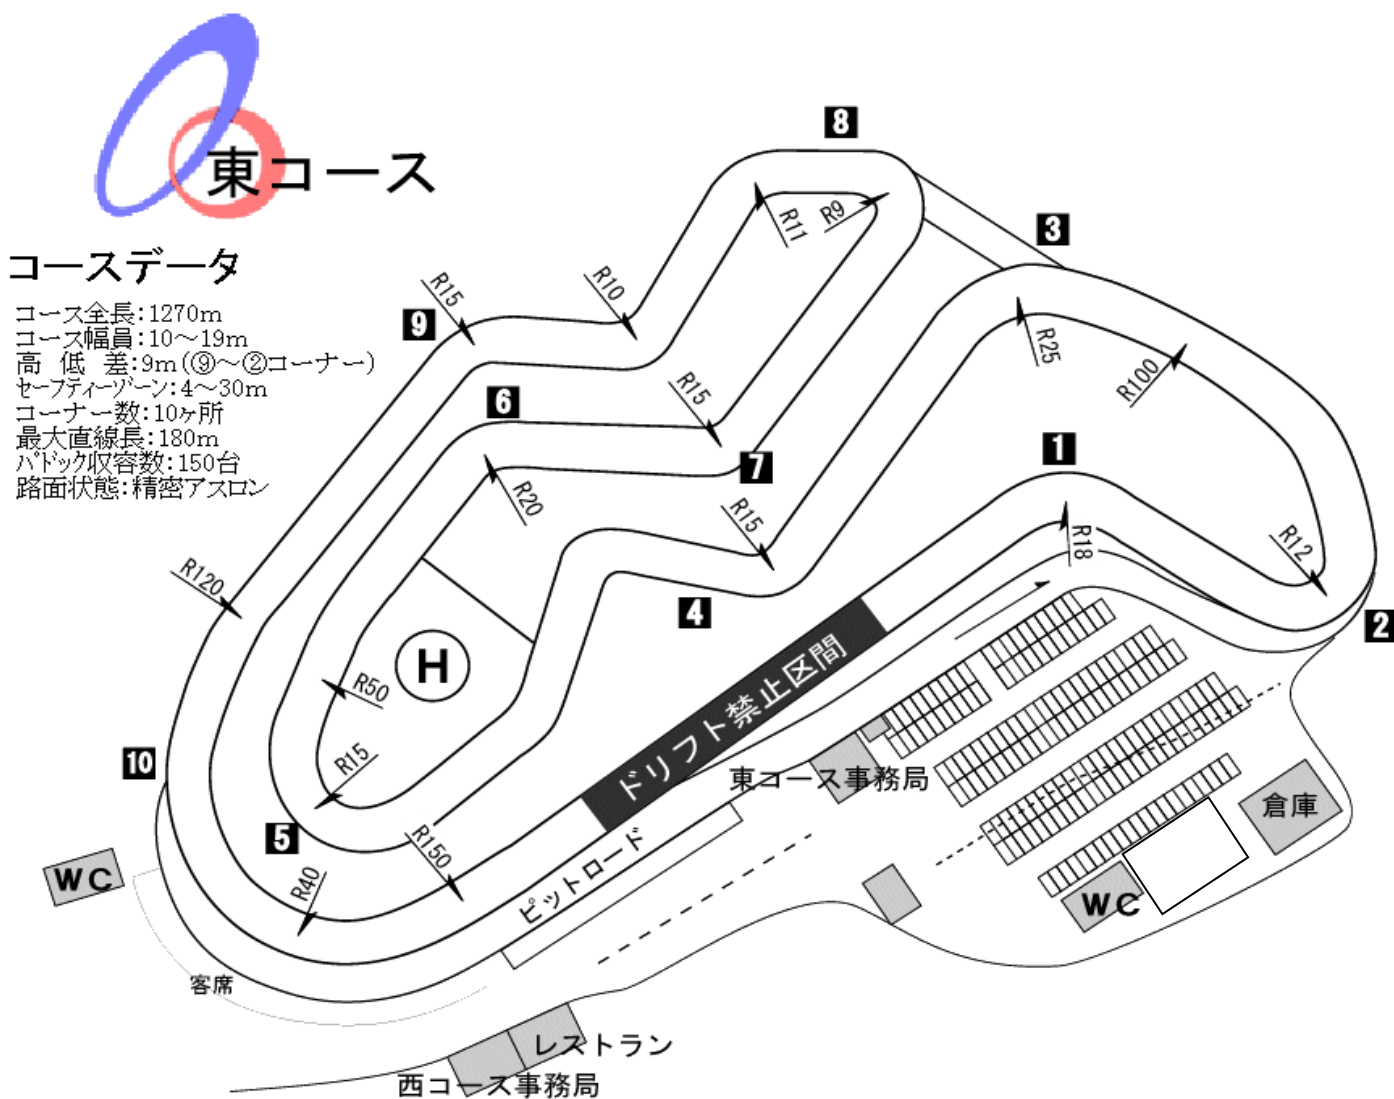 東コース
コースデータ
コース全長：1270m
コース幅員：10～19m
高 低 差：9m(⑨～②コーナー)
セーフティーゾーン：4～30m
コーナー数：10ヶ所
最大直線長：180m
パドック収容数：150台
路面状態：精密アスロン
8
3
R11
R9
R15
R10
9
R25
R100
6
R15
7
1
R20
R15
R18
R12
R120
4
2
H
R50
ドリフト禁止区間
10
R15
東コース事務局
5
R150
倉庫
R40
ピットロード
WC
WC
客席
レストラン
西コース事務局